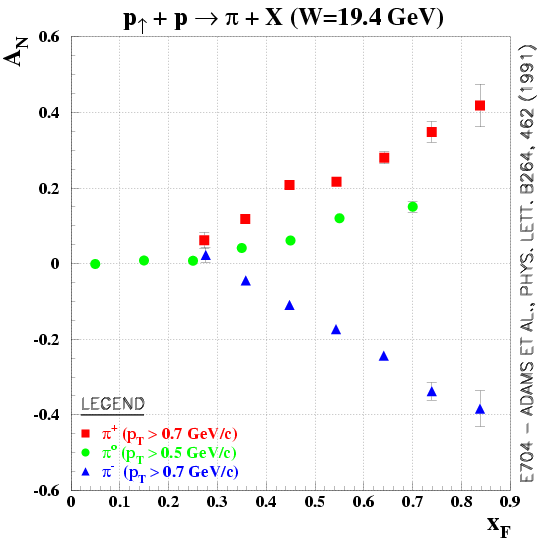 p↑ + p → π + X (W=19.4 GeV)
A_N
0.6
0.4
0.2
0
-0.2
-0.4
-0.6
LEGEND
π⁺ (p_T > 0.7 GeV/c)
π⁰ (p_T > 0.5 GeV/c)
π⁻ (p_T > 0.7 GeV/c)
0 0.1 0.2 0.3 0.4 0.5 0.6 0.7 0.8 0.9
x_F
E704 – ADAMS ET AL., PHYS. LETT. B264, 462 (1991)